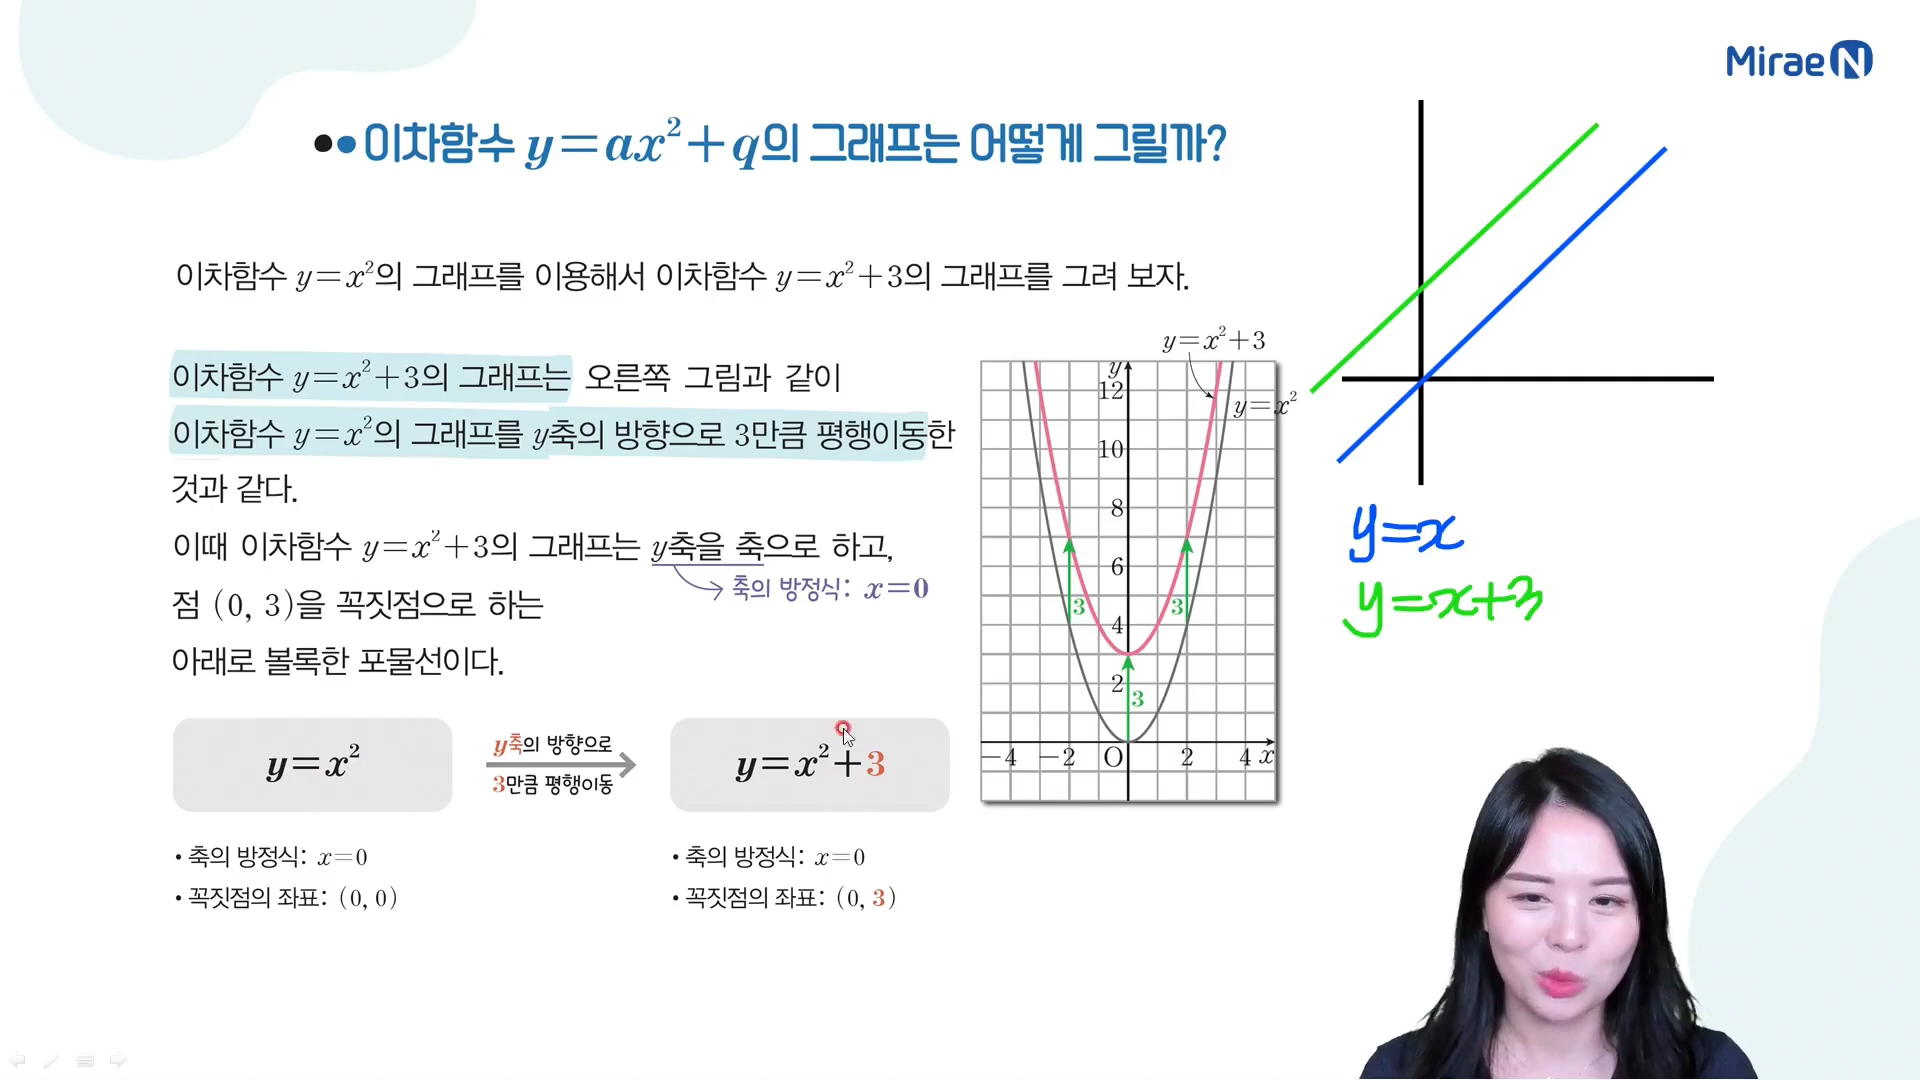 Mirae N
이차함수 y=ax²+q의 그래프는 어떻게 그릴까?
이차함수 y=x²의 그래프를 이용해서 이차함수 y=x²+3의 그래프를 그려 보자.
이차함수 y=x²+3의 그래프는 오른쪽 그림과 같이
이차함수 y=x²의 그래프를 y축의 방향으로 3만큼 평행이동한
것과 같다.
이때 이차함수 y=x²+3의 그래프는 y축을 축으로 하고,
축의 방정식: x=0
점 (0, 3)을 꼭짓점으로 하는
아래로 볼록한 포물선이다.
y=x²
y축의 방향으로
3만큼 평행이동
y=x²+3
• 축의 방정식: x=0
• 꼭짓점의 좌표: (0, 0)
• 축의 방정식: x=0
• 꼭짓점의 좌표: (0, 3)
y=x²+3
y
12
y=x²
10
8
6
3 3
4
2
3
-4 -2 O 2 4 x
y=x
y=x+3